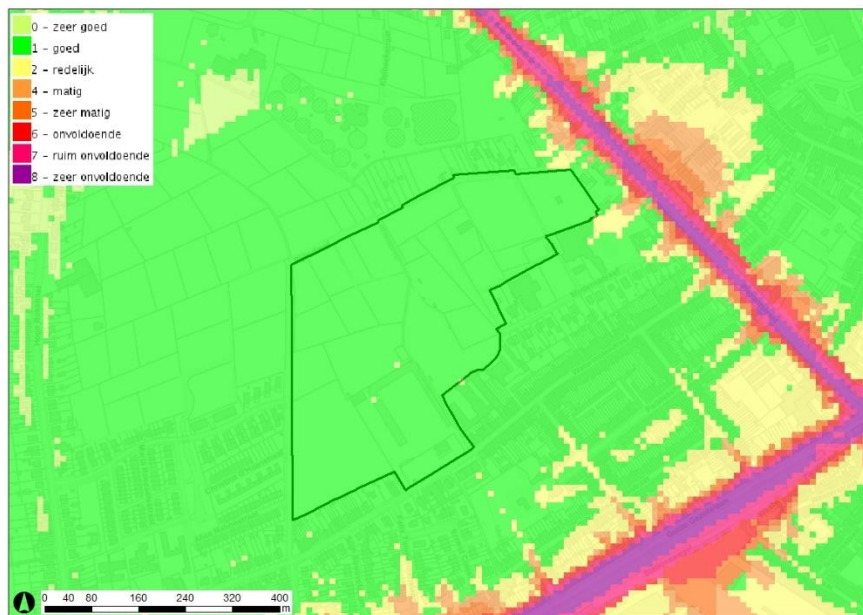 0 - zeer goed
1 - goed
2 - redelijk
4 - matig
5 - zeer matig
6 - onvoldoende
7 - ruim onvoldoende
8 - zeer onvoldoende
0 40 80 160 240 320 400
m